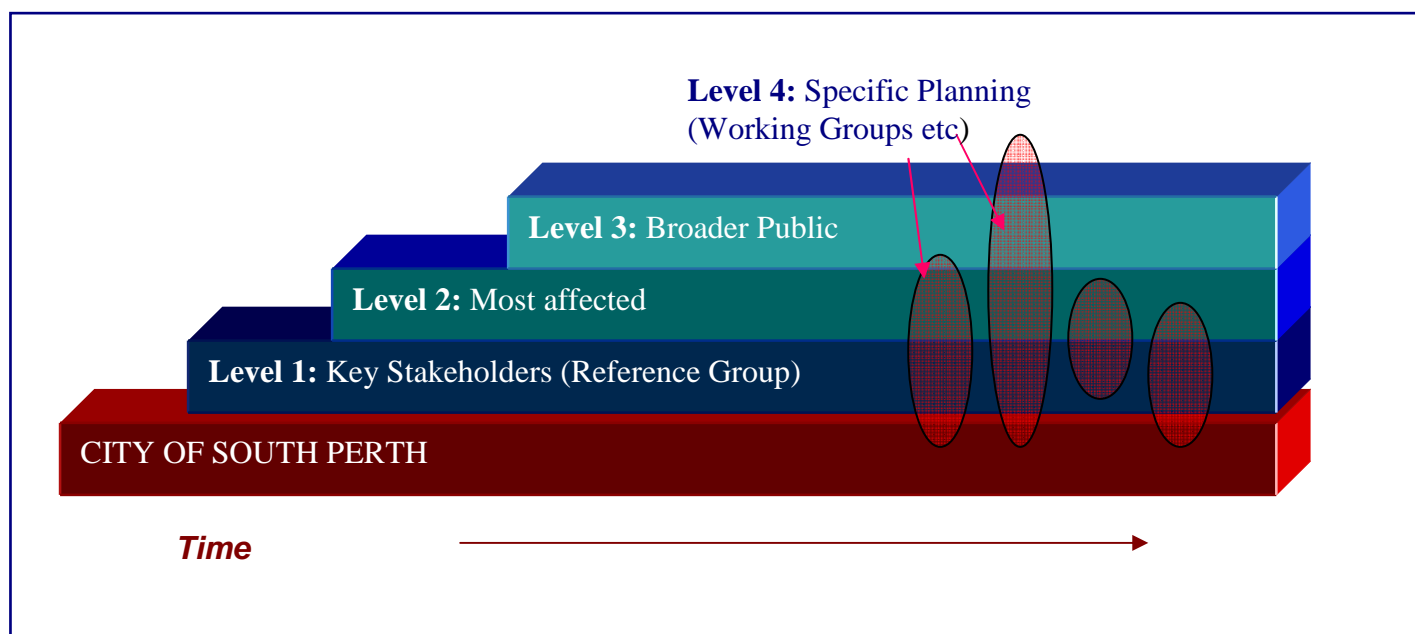 Level 4: Specific Planning
(Working Groups etc)
Level 3: Broader Public
Level 2: Most affected
Level 1: Key Stakeholders (Reference Group)
CITY OF SOUTH PERTH
Time